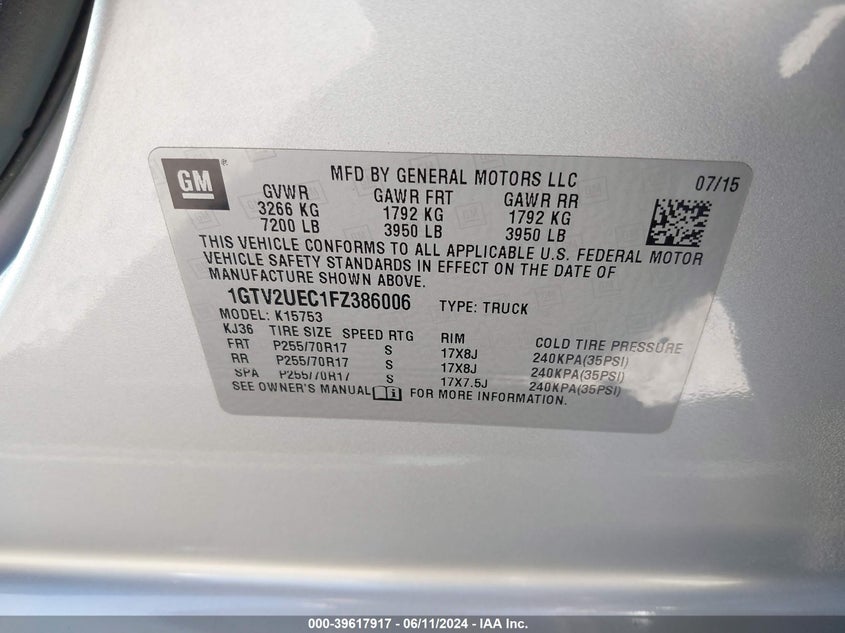 GM
®
MFD BY GENERAL MOTORS LLC
07/15
GVWR GAWR FRT GAWR RR
3266 KG 1792 KG 1792 KG
7200 LB 3950 LB 3950 LB
THIS VEHICLE CONFORMS TO ALL APPLICABLE U.S. FEDERAL MOTOR
VEHICLE SAFETY STANDARDS IN EFFECT ON THE DATE OF
MANUFACTURE SHOWN ABOVE.
1GTV2UEC1FZ386006 TYPE: TRUCK
MODEL: K15753
KJ36 TIRE SIZE SPEED RTG RIM COLD TIRE PRESSURE
FRT P255/70R17 S 17X8J 240KPA(35PSI)
RR P255/70R17 S 17X8J 240KPA(35PSI)
SPA P255/70R17 S 17X7.5J 240KPA(35PSI)
SEE OWNER'S MANUAL FOR MORE INFORMATION.
000-39617917 - 06/11/2024 - IAA Inc.